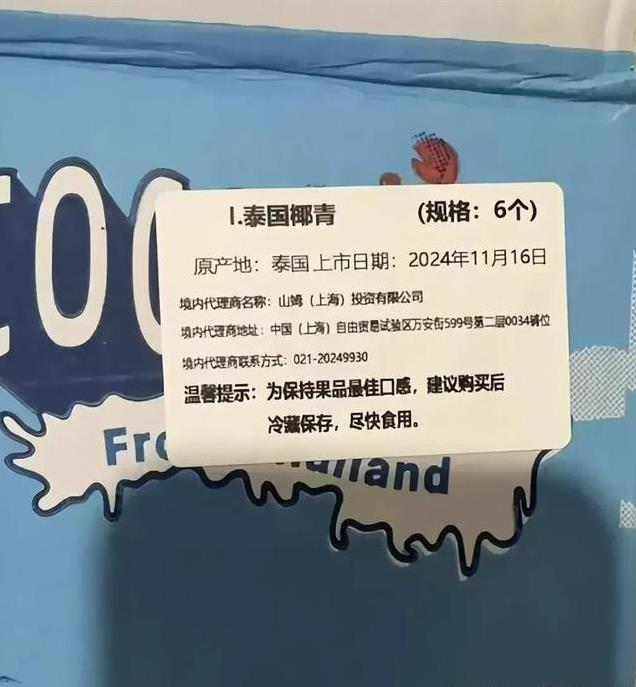 I.泰国椰青 (规格：6个)
原产地：泰国 上市日期：2024年11月16日
境内代理商名称：山姆（上海）投资有限公司
境内代理商地址：中国（上海）自由贸易试验区万安街599号第二层0034铺位
境内代理商联系方式：021-20249930
温馨提示：为保持果品最佳口感，建议购买后
冷藏保存，尽快食用。